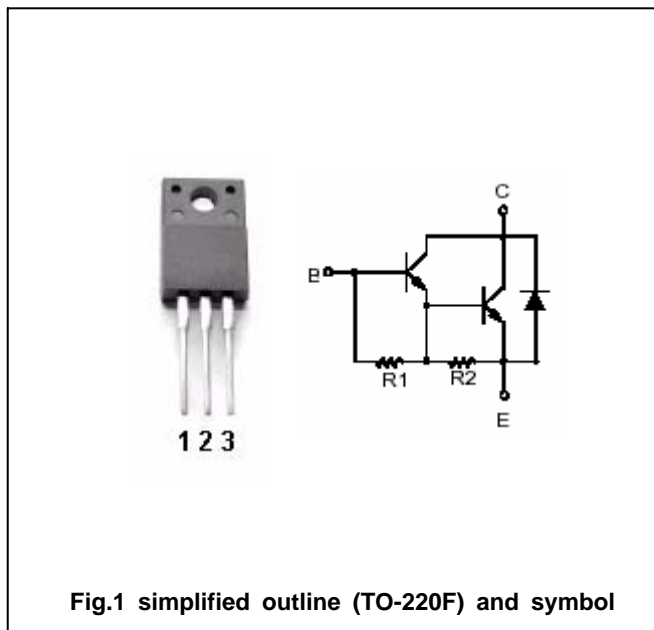 C
B
R1 R2
E
1 2 3
Fig.1 simplified outline (TO-220F) and symbol